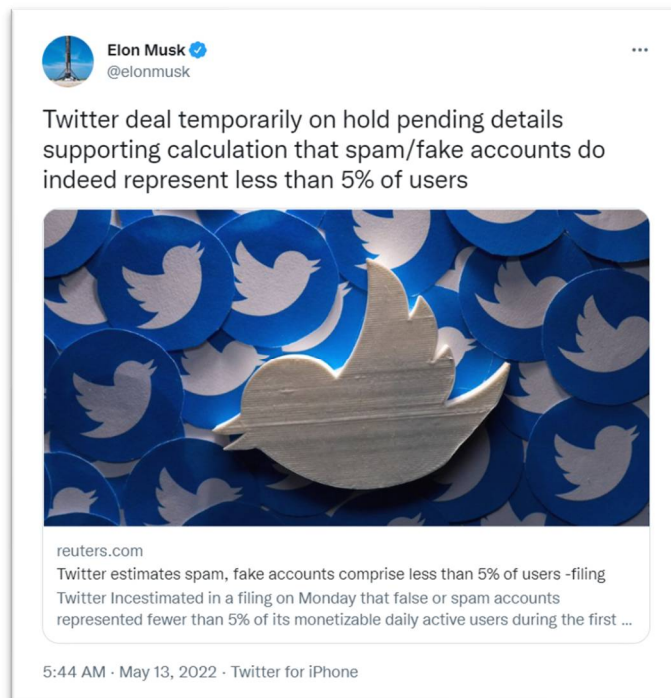 Elon Musk
@elonmusk
Twitter deal temporarily on hold pending details
supporting calculation that spam/fake accounts do
indeed represent less than 5% of users
reuters.com
Twitter estimates spam, fake accounts comprise less than 5% of users -filing
Twitter Incestimated in a filing on Monday that false or spam accounts
represented fewer than 5% of its monetizable daily active users during the first ...
5:44 AM · May 13, 2022 · Twitter for iPhone